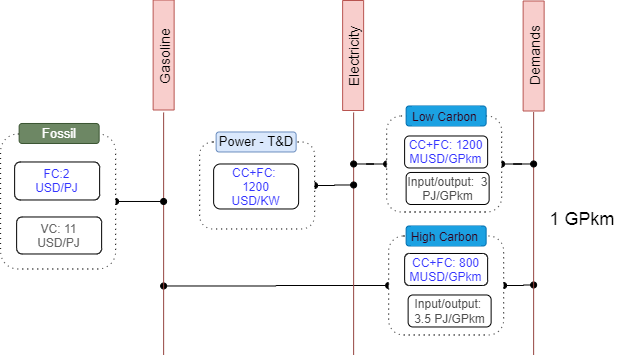 Gasoline
Electricity
Demands
Fossil
FC:2
USD/PJ
VC: 11
USD/PJ
Power - T&D
CC+FC:
1200
USD/KW
Low Carbon
CC+FC: 1200
MUSD/GPkm
Input/output: 3
PJ/GPkm
High Carbon
CC+FC: 800
MUSD/GPkm
Input/output:
3.5 PJ/GPkm
1 GPkm